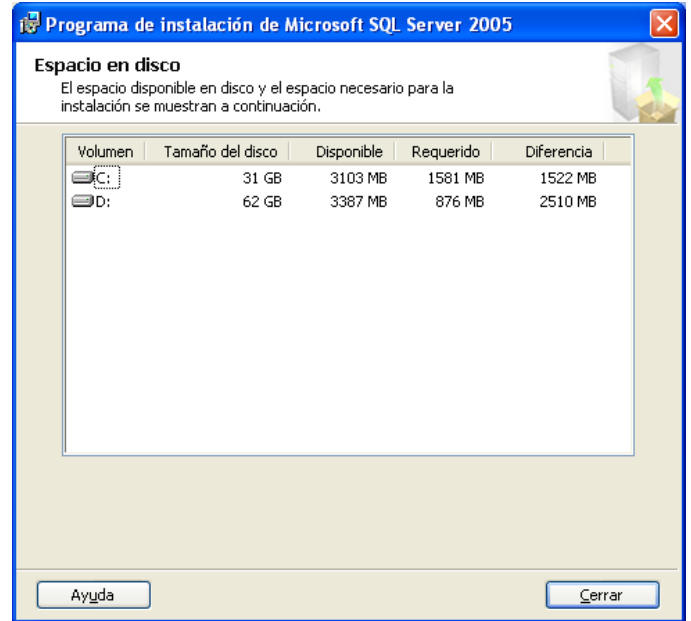 Programa de instalación de Microsoft SQL Server 2005
Espacio en disco
El espacio disponible en disco y el espacio necesario para la
instalación se muestran a continuación.
Volumen Tamaño del disco Disponible Requerido Diferencia
C: 31 GB 3103 MB 1581 MB 1522 MB
D: 62 GB 3387 MB 876 MB 2510 MB
Ayuda Cerrar